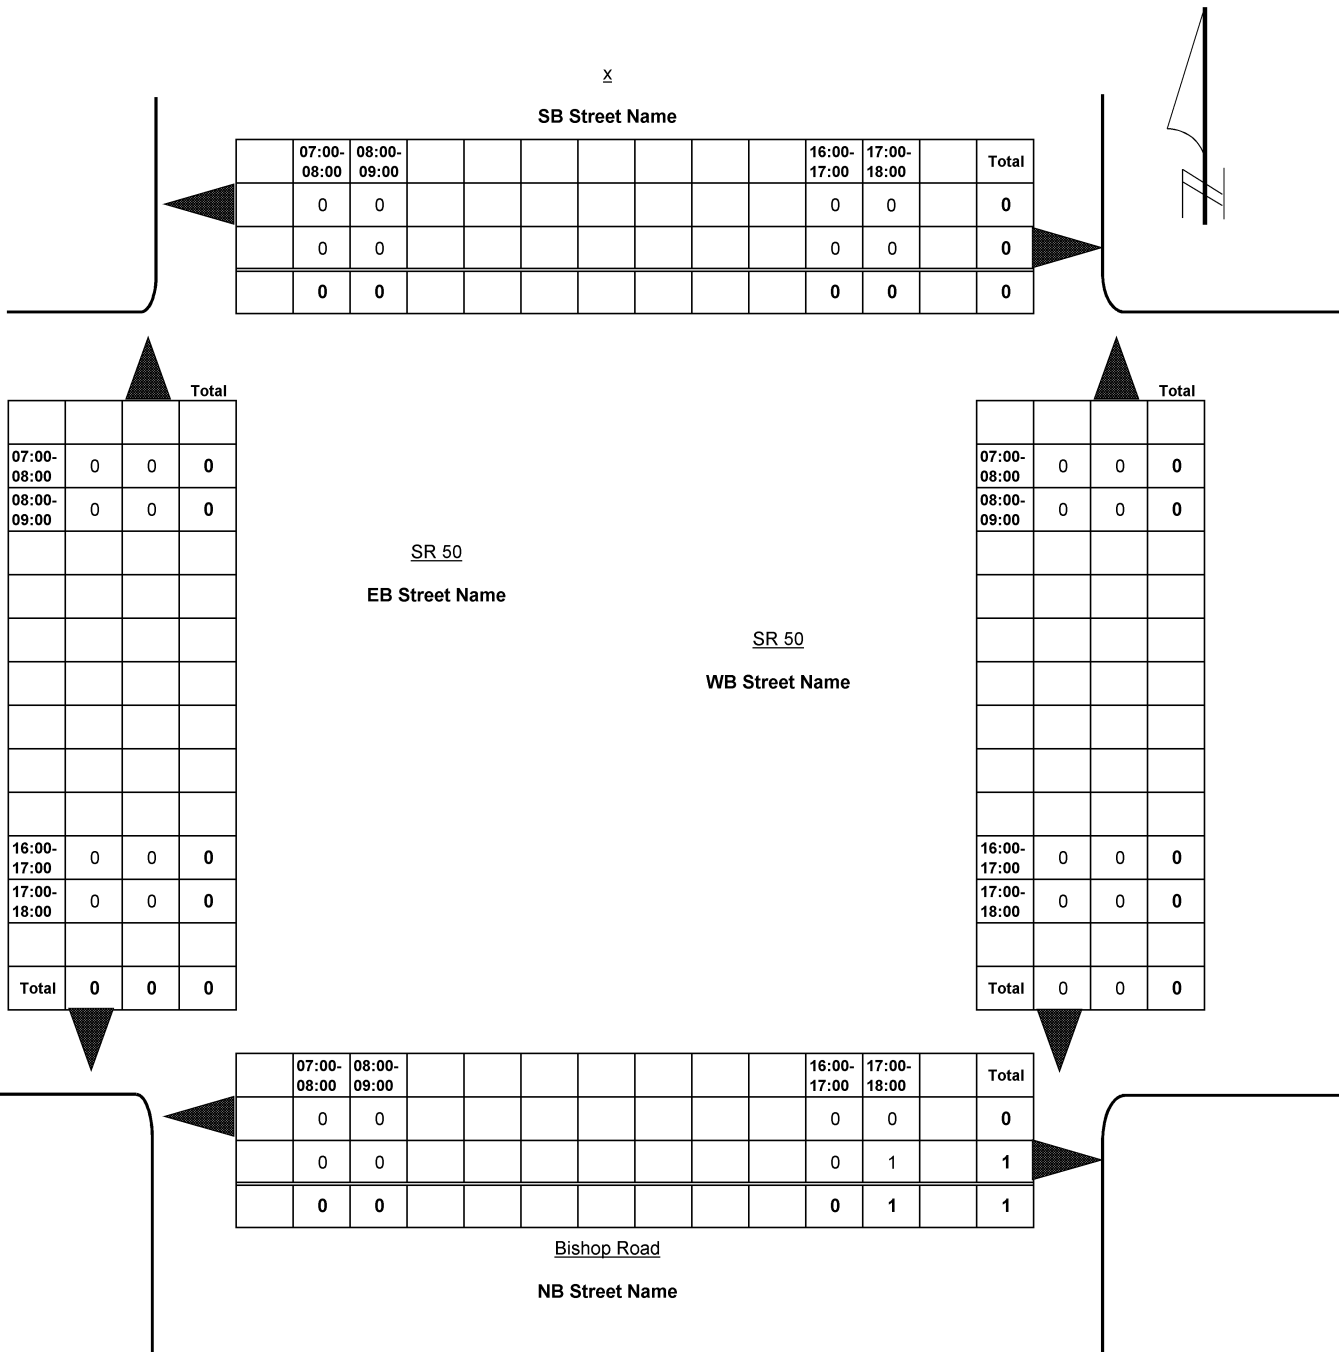 x
SB Street Name
07:00-08:00 08:00-09:00 16:00-17:00 17:00-18:00 Total
0 0 0 0 0
0 0 0 0 0
0 0 0 0 0
Total
07:00-08:00 0 0 0
08:00-09:00 0 0 0
16:00-17:00 0 0 0
17:00-18:00 0 0 0
Total 0 0 0
SR 50
EB Street Name
SR 50
WB Street Name
Total
07:00-08:00 0 0 0
08:00-09:00 0 0 0
16:00-17:00 0 0 0
17:00-18:00 0 0 0
Total 0 0 0
07:00-08:00 08:00-09:00 16:00-17:00 17:00-18:00 Total
0 0 0 0 0
0 0 0 1 1
0 0 0 1 1
Bishop Road
NB Street Name